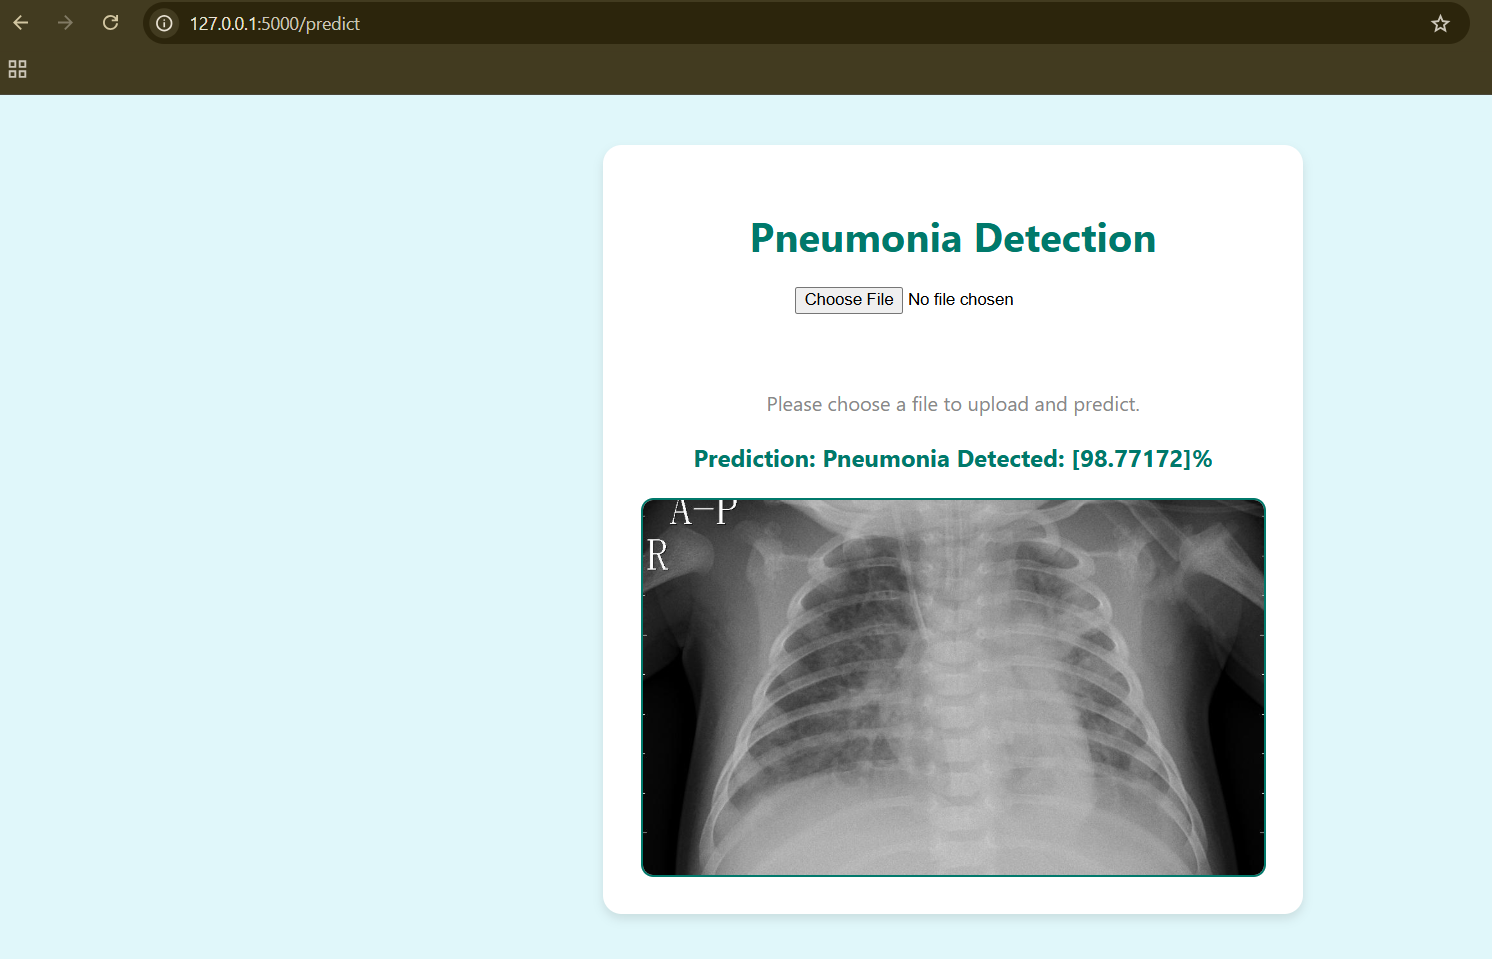 127.0.0.1:5000/predict
Pneumonia Detection
Choose File No file chosen
Please choose a file to upload and predict.
Prediction: Pneumonia Detected: [98.77172]%
A-P
R